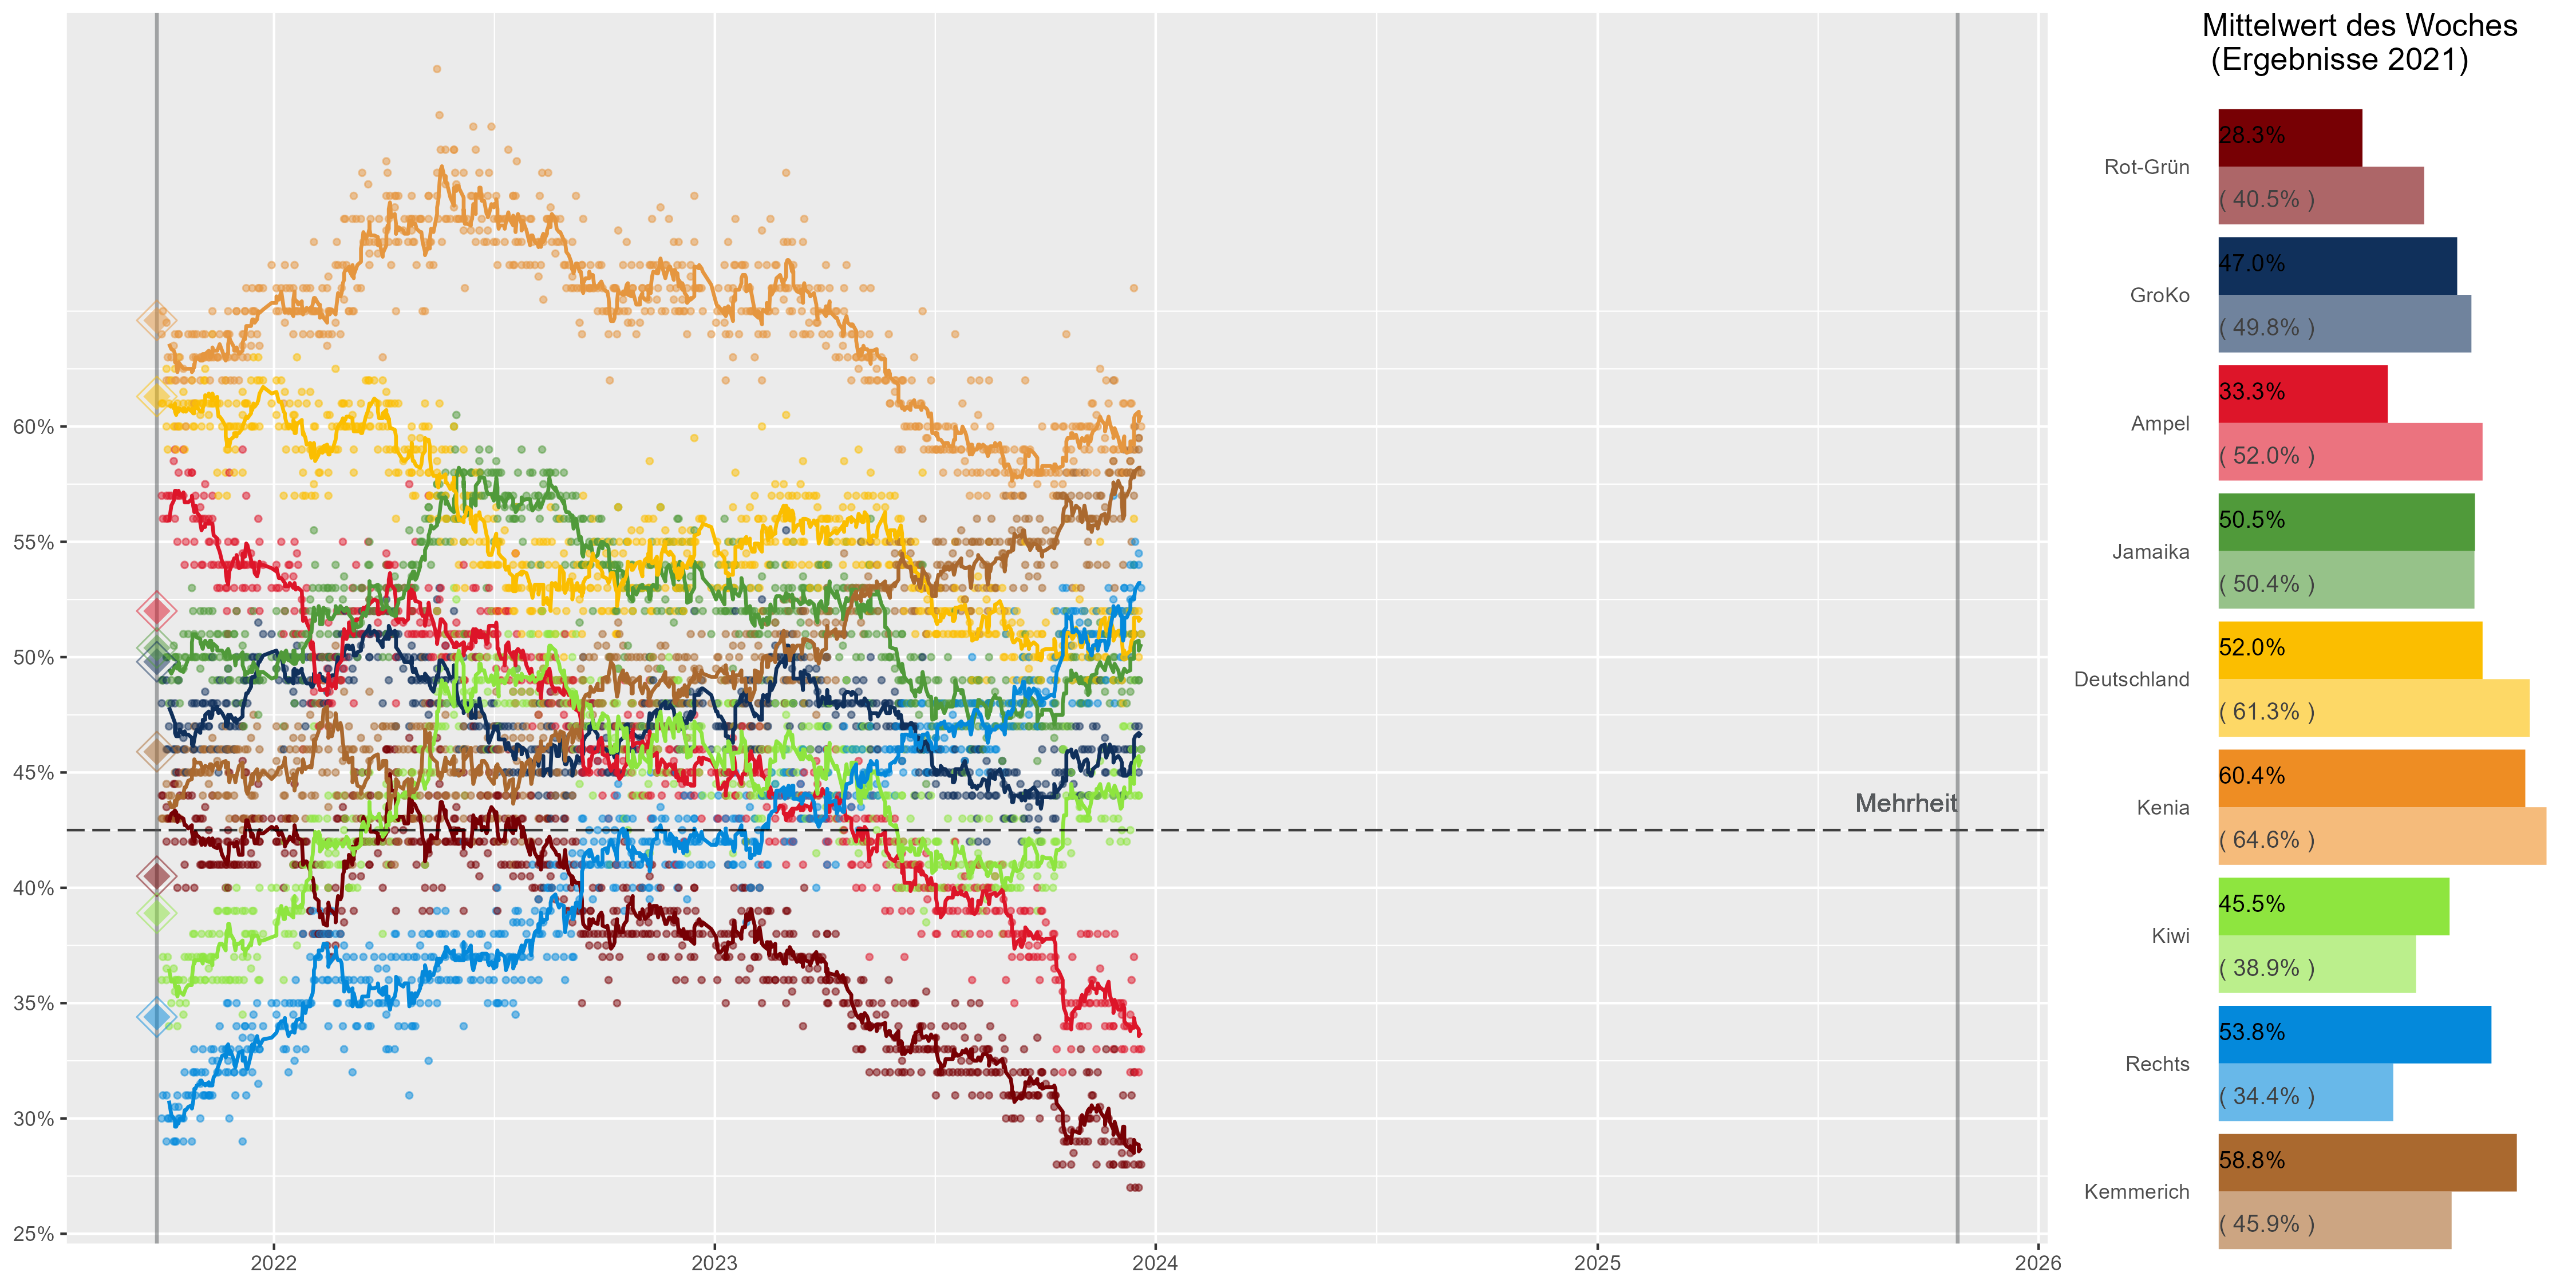 Mittelwert des Woches
(Ergebnisse 2021)
60%
55%
50%
45%
40%
35%
30%
25%
2022
2023
2024
2025
2026
Mehrheit
Rot-Grün
28.3%
( 40.5% )
GroKo
47.0%
( 49.8% )
Ampel
33.3%
( 52.0% )
Jamaika
50.5%
( 50.4% )
Deutschland
52.0%
( 61.3% )
Kenia
60.4%
( 64.6% )
Kiwi
45.5%
( 38.9% )
Rechts
53.8%
( 34.4% )
Kemmerich
58.8%
( 45.9% )